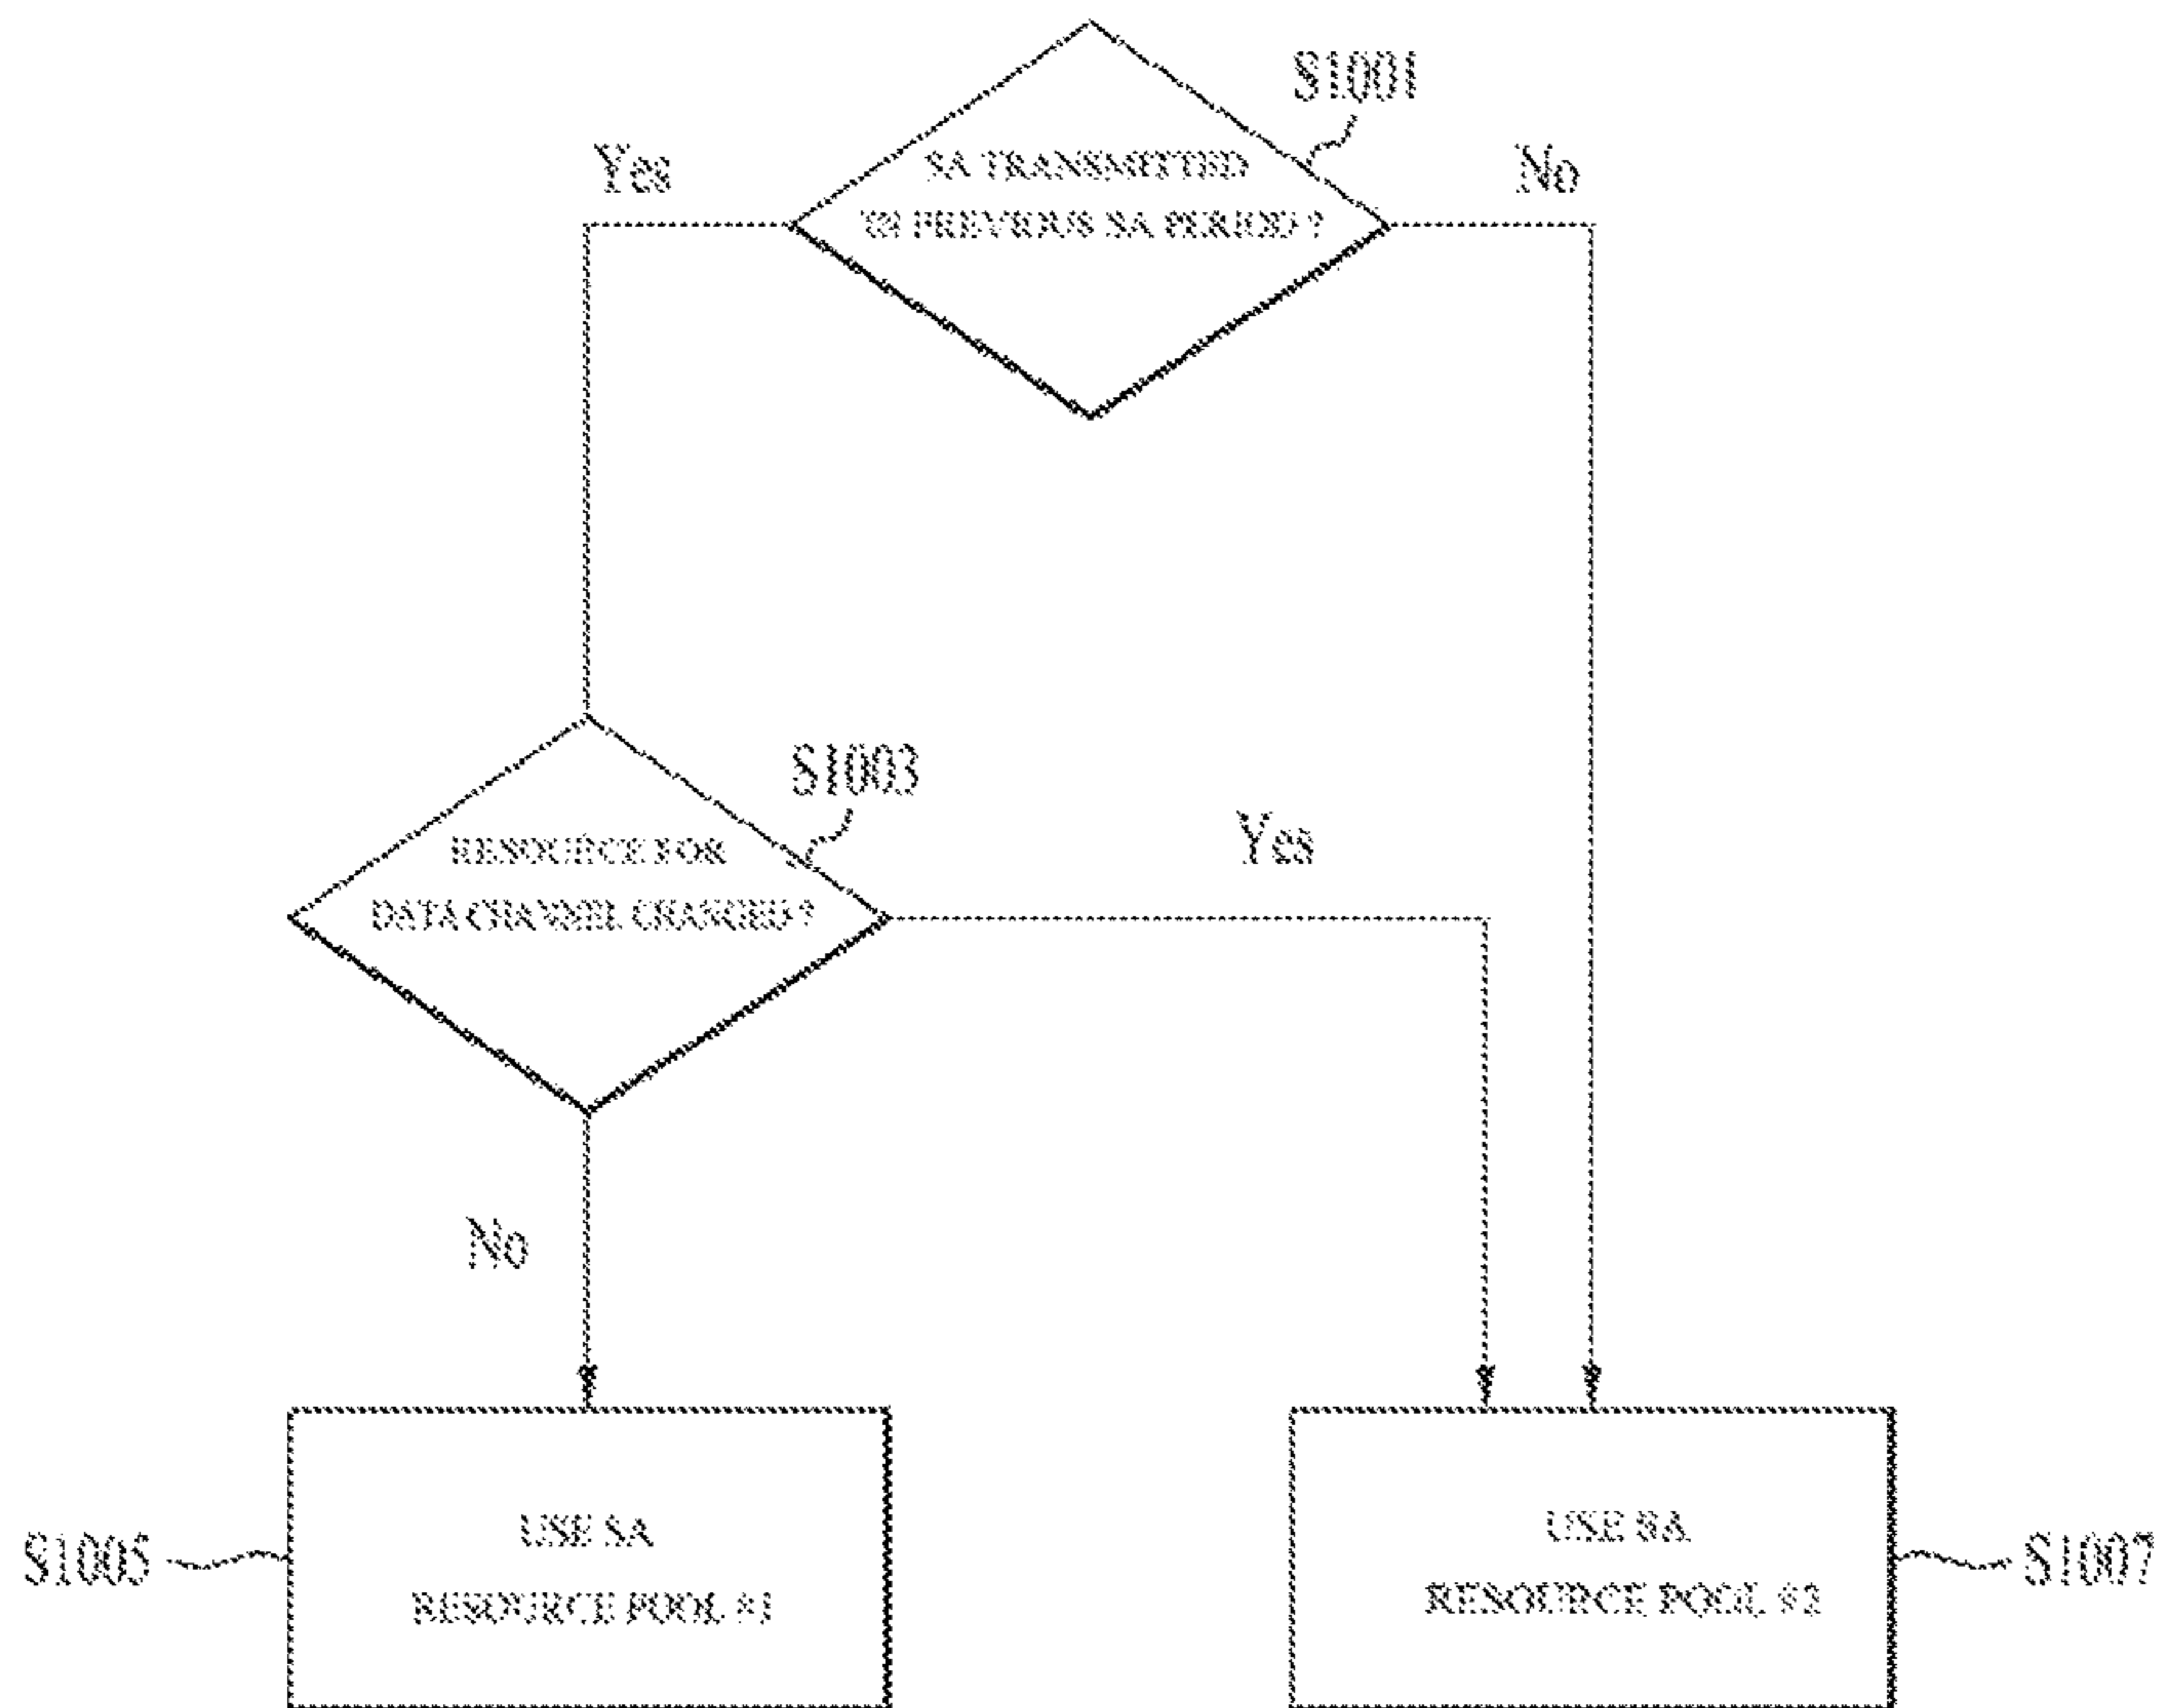 S1001
Yes
No
SA TRANSMITTED
PREVIOUS SA PERIOD ?
S1003
RESOURCE FOR
DATA CHANNEL CHANGED ?
Yes
No
USE SA
RESOURCE POOL #1
S1005
USE SA
RESOURCE POOL #2
S1007